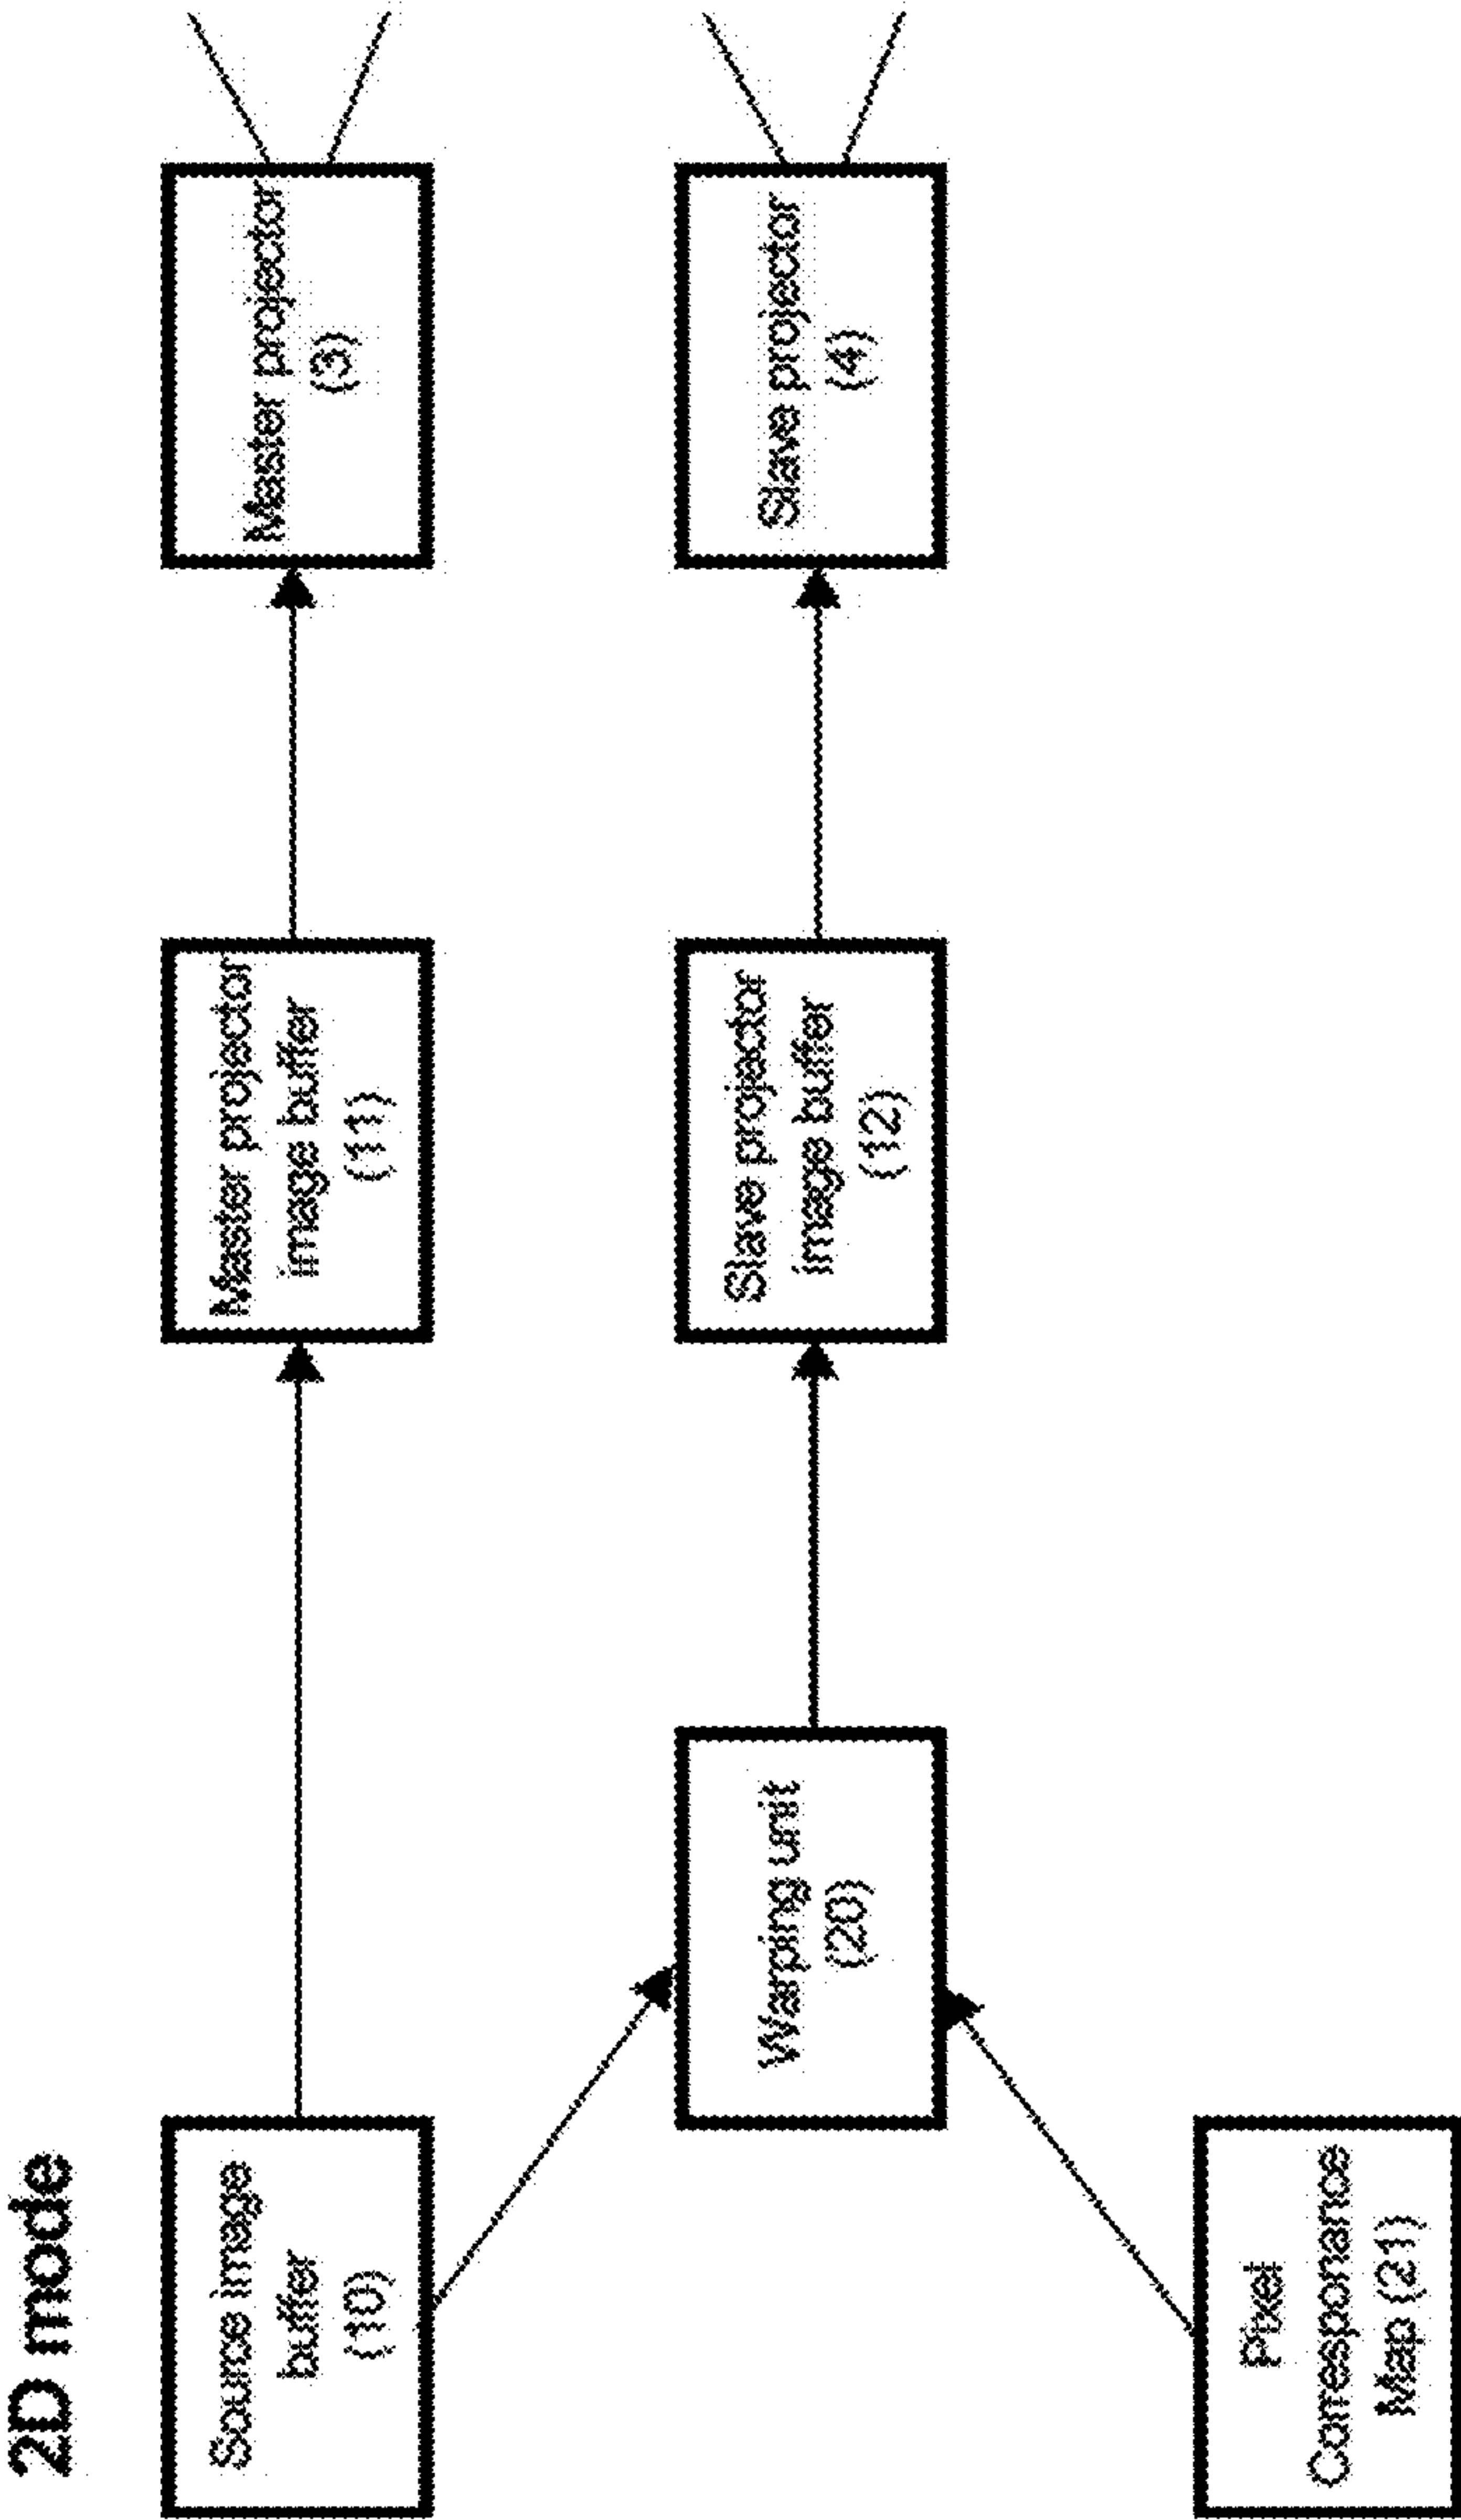 2D mode
Source image
buffer
(10)
Master projector
image buffer
(11)
Master projector
(3)
Warping unit
(20)
Slave projector
image buffer
(12)
Slave projector
(4)
Pixel
Correspondence
Map (21)